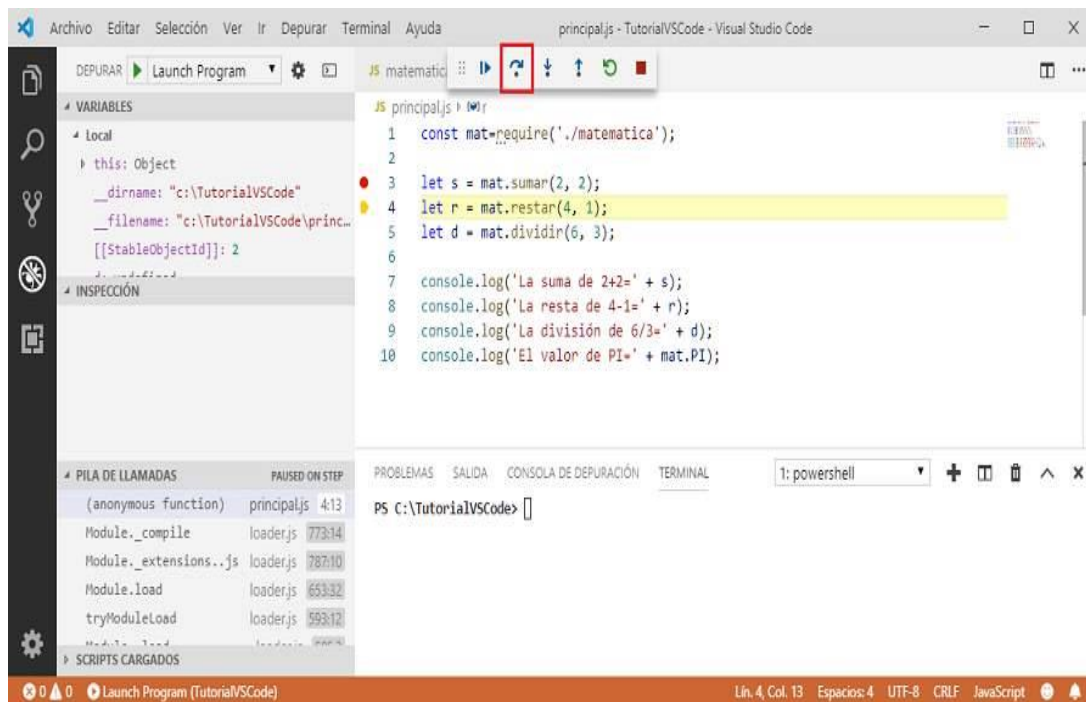 Archivo Editar Selección Ver Ir Depurar Terminal Ayuda principal.js - TutorialVSCode - Visual Studio Code
DEPURAR Launch Program
VARIABLES
Local
this: Object
__dirname: "c:\TutorialVSCode"
__filename: "c:\TutorialVSCode\princ…
[[StableObjectId]]: 2
INSPECCIÓN
PILA DE LLAMADAS PAUSED ON STEP
(anonymous function) principal.js 4:13
Module._compile loader.js 773:14
Module._extensions..js loader.js 787:10
Module.load loader.js 653:32
tryModuleLoad loader.js 593:12
SCRIPTS CARGADOS
JS matematic
JS principal.js r
1 const mat=require('./matematica');
2
3 let s = mat.sumar(2, 2);
4 let r = mat.restar(4, 1);
5 let d = mat.dividir(6, 3);
6
7 console.log('La suma de 2+2=' + s);
8 console.log('La resta de 4-1=' + r);
9 console.log('La división de 6/3=' + d);
10 console.log('El valor de PI=' + mat.PI);
PROBLEMAS SALIDA CONSOLA DE DEPURACIÓN TERMINAL 1: powershell
PS C:\TutorialVSCode>
0 0 Launch Program (TutorialVSCode) Lín. 4, Col. 13 Espacios: 4 UTF-8 CRLF JavaScript